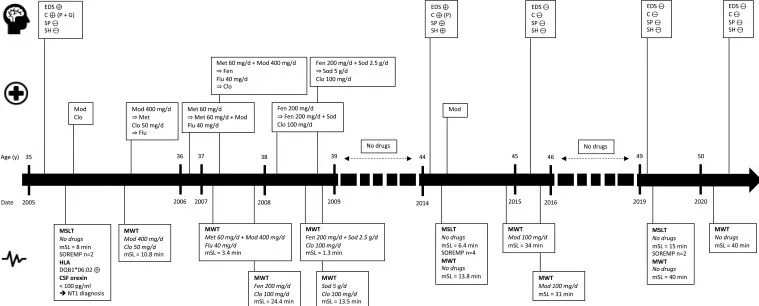 EDS ⊕
C ⊕ (P + G)
SP ⊖
SH ⊖
EDS ⊕
C ⊕ (P)
SP ⊕
SH ⊕
EDS ⊖
C ⊖
SP ⊖
SH ⊖
EDS ⊖
C ⊖
SP ⊖
SH ⊖
EDS ⊖
C ⊖
SP ⊖
SH ⊖
Mod
Clo
Mod 400 mg/d
⇒ Met
Clo 50 mg/d
⇒ Flu
Met 60 mg/d
⇒ Met 60 mg/d + Mod
Flu 40 mg/d
Met 60 mg/d + Mod 400 mg/d
⇒ Fen
Flu 40 mg/d
⇒ Clo
Fen 200 mg/d
⇒ Fen 200 mg/d + Sod
Clo 100 mg/d
Fen 200 mg/d + Sod 2.5 g/d
⇒ Sod 5 g/d
Clo 100 mg/d
No drugs
Mod
No drugs
Age (y) 35 36 37 38 39 44 45 46 49 50
Date 2005 2006 2007 2008 2009 2014 2015 2016 2019 2020
MSLT
No drugs
mSL = 8 min
SOREMP n=2
HLA
DQB1*06:02 ⊕
CSF orexin
< 100 pg/ml
➔ NT1 diagnosis
MWT
Mod 400 mg/d
Clo 50 mg/d
mSL = 10.8 min
MWT
Met 60 mg/d + Mod 400 mg/d
Flu 40 mg/d
mSL = 3.4 min
MWT
Fen 200 mg/d
Clo 100 mg/d
mSL = 24.4 min
MWT
Fen 200 mg/d + Sod 2.5 g/d
Clo 100 mg/d
mSL = 1.3 min
MWT
Sod 5 g/d
Clo 100 mg/d
mSL = 13.5 min
MSLT
No drugs
mSL = 6.4 min
SOREMP n=4
MWT
No drugs
mSL = 13.8 min
MWT
Mod 100 mg/d
mSL = 34 min
MWT
Mod 100 mg/d
mSL = 31 min
MSLT
No drugs
mSL = 15 min
SOREMP n=2
MWT
No drugs
mSL = 40 min
MWT
No drugs
mSL = 40 min